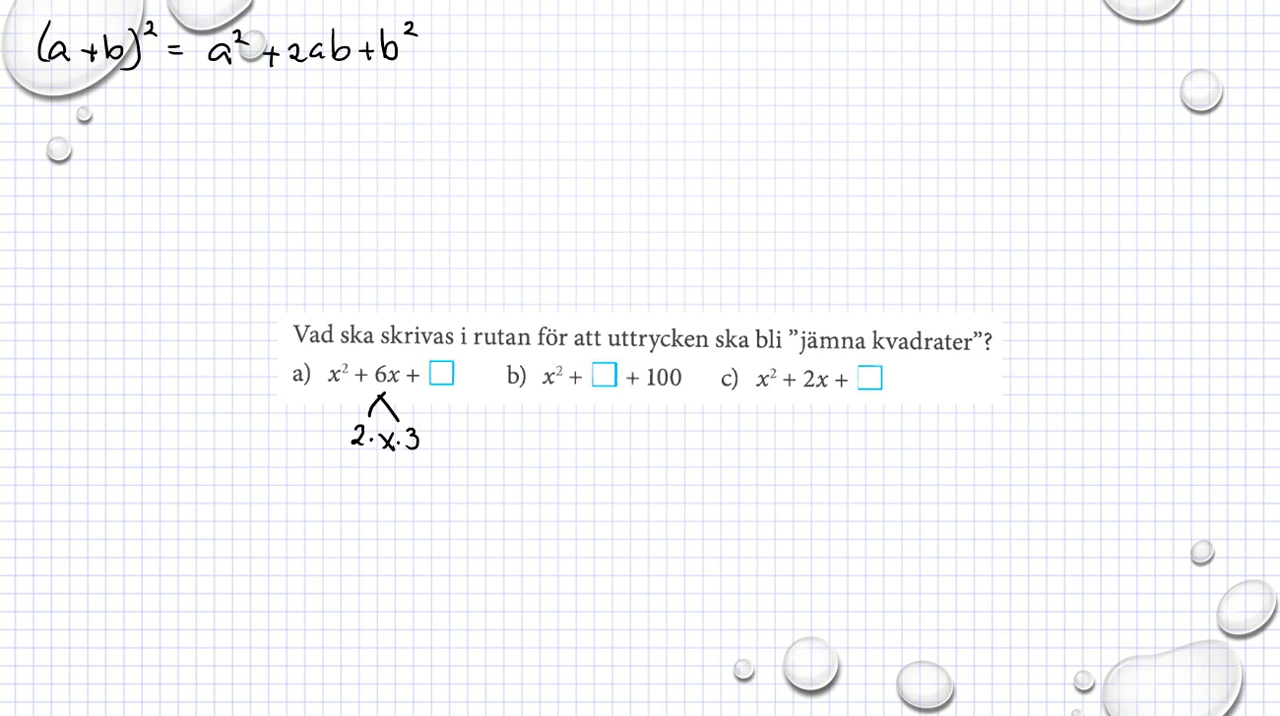 (a+b)² = a² + 2ab + b²
Vad ska skrivas i rutan för att uttrycken ska bli ”jämna kvadrater”?
a) x² + 6x + □ b) x² + □ + 100 c) x² + 2x + □
2·x·3